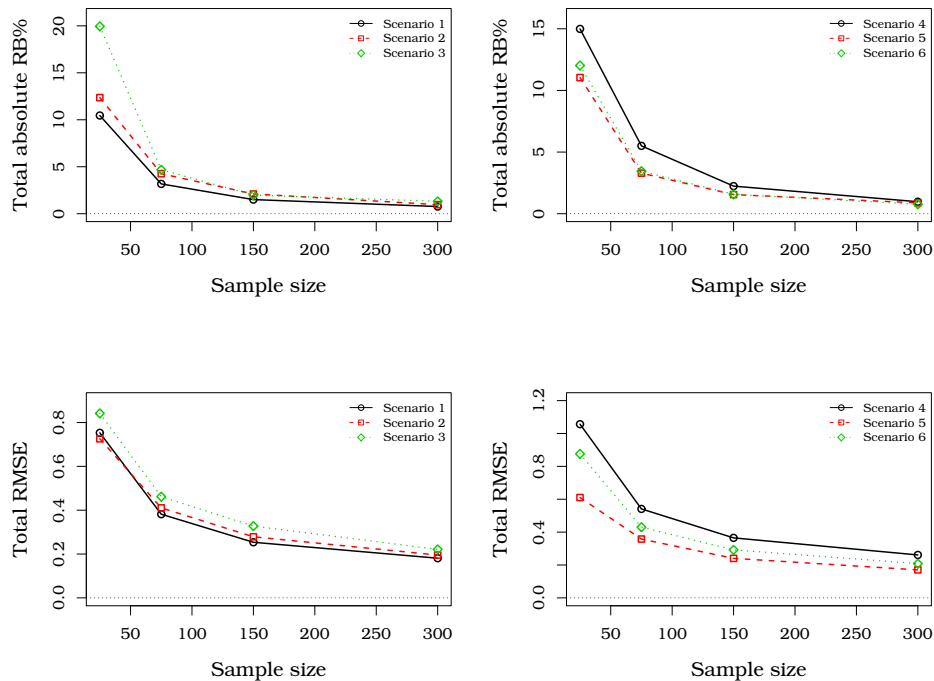 Total absolute RB%
20
15
10
5
0
Scenario 1
Scenario 2
Scenario 3
50 100 150 200 250 300
Sample size
Total absolute RB%
15
10
5
0
Scenario 4
Scenario 5
Scenario 6
50 100 150 200 250 300
Sample size
Total RMSE
0.8
0.6
0.4
0.2
0.0
Scenario 1
Scenario 2
Scenario 3
50 100 150 200 250 300
Sample size
Total RMSE
1.2
0.8
0.4
0.0
Scenario 4
Scenario 5
Scenario 6
50 100 150 200 250 300
Sample size